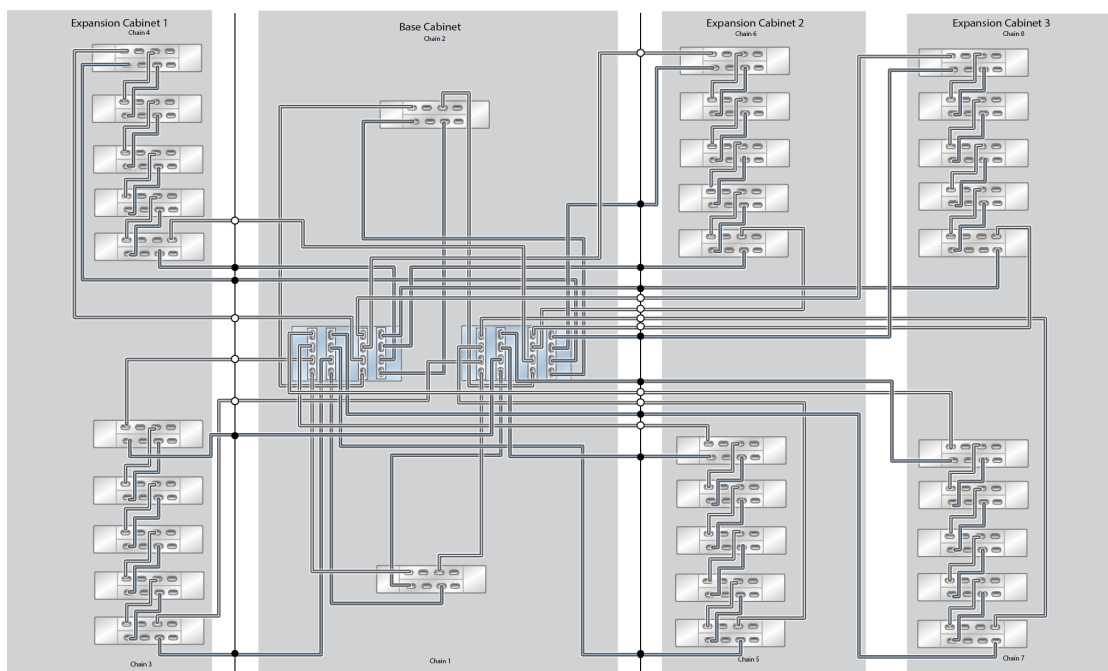 Expansion Cabinet 1
Chain 4
Base Cabinet
Chain 2
Expansion Cabinet 2
Chain 6
Expansion Cabinet 3
Chain 8
Chain 3
Chain 1
Chain 5
Chain 7